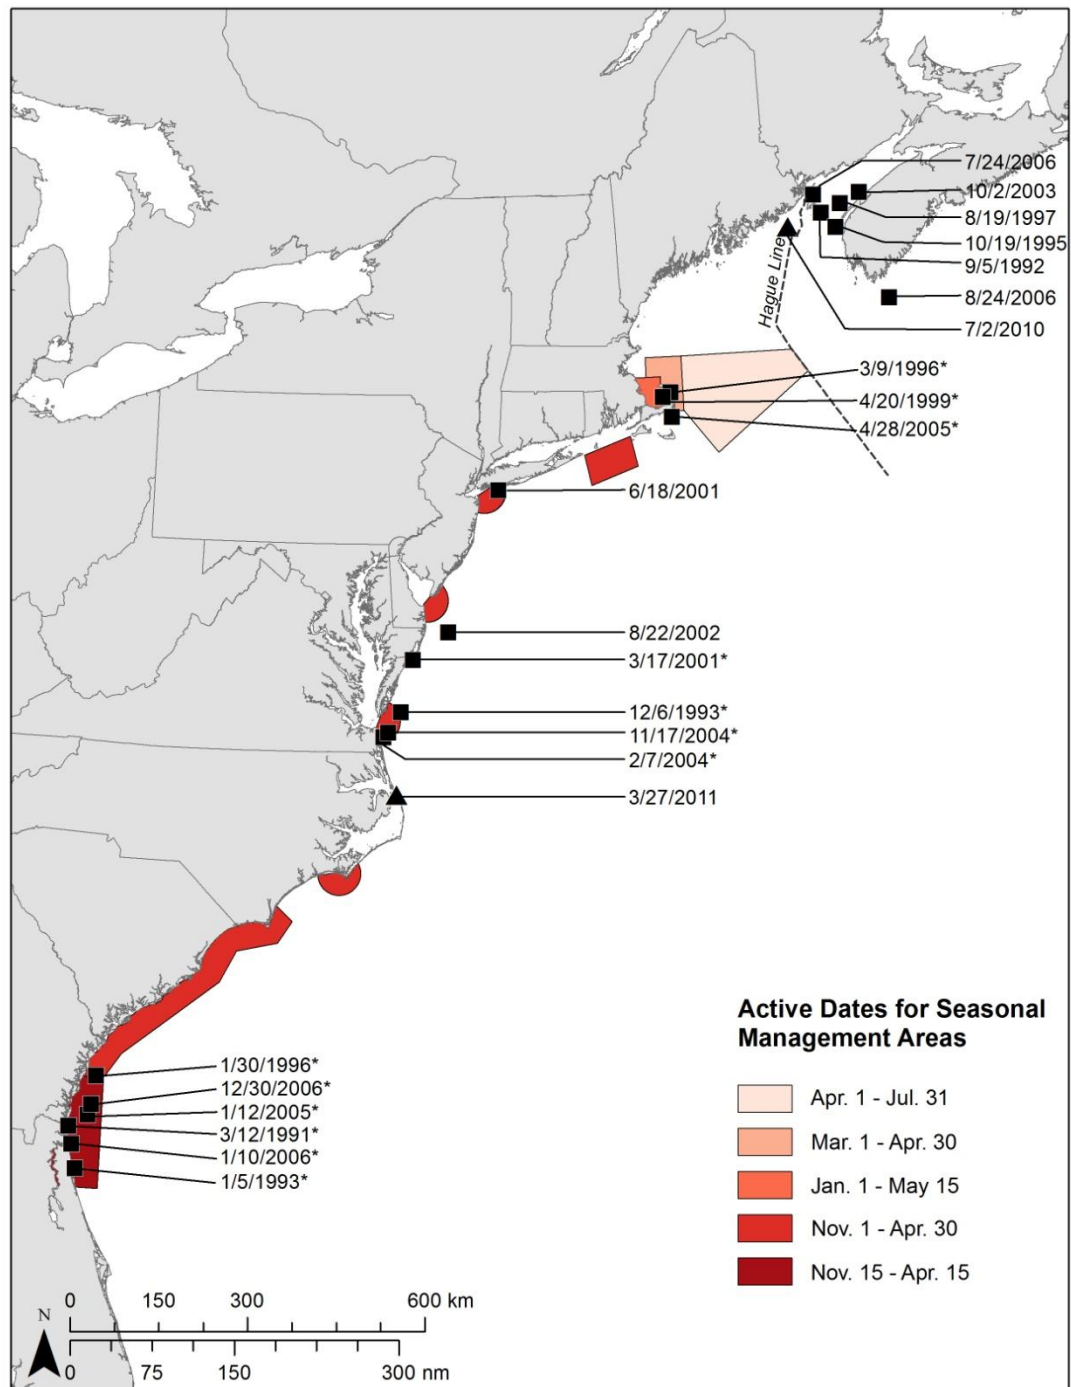 7/24/2006
10/2/2003
8/19/1997
10/19/1995
9/5/1992
8/24/2006
7/2/2010
Hague Line
3/9/1996*
4/20/1999*
4/28/2005*
6/18/2001
8/22/2002
3/17/2001*
12/6/1993*
11/17/2004*
2/7/2004*
3/27/2011
1/30/1996*
12/30/2006*
1/12/2005*
3/12/1991*
1/10/2006*
1/5/1993*
Active Dates for Seasonal
Management Areas
Apr. 1 - Jul. 31
Mar. 1 - Apr. 30
Jan. 1 - May 15
Nov. 1 - Apr. 30
Nov. 15 - Apr. 15
N
0 150 300 600 km
0 75 150 300 nm